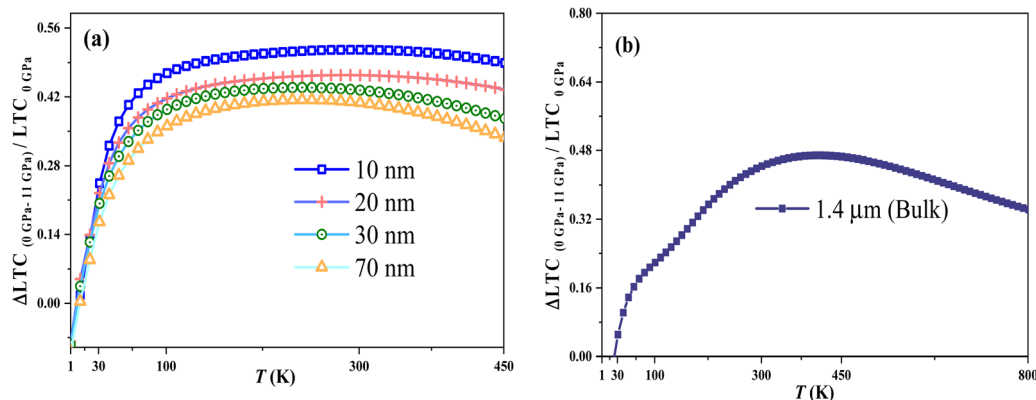 (a)
ΔLTC (0 GPa- 11 GPa) / LTC 0 GPa
0.56
0.42
0.28
0.14
0.00
10 nm
20 nm
30 nm
70 nm
1 30 100 300 450
T (K)
(b)
ΔLTC (0 GPa- 11 GPa) / LTC 0 GPa
0.80
0.64
0.48
0.32
0.16
0.00
1.4 μm (Bulk)
1 30 100 300 450 800
T (K)